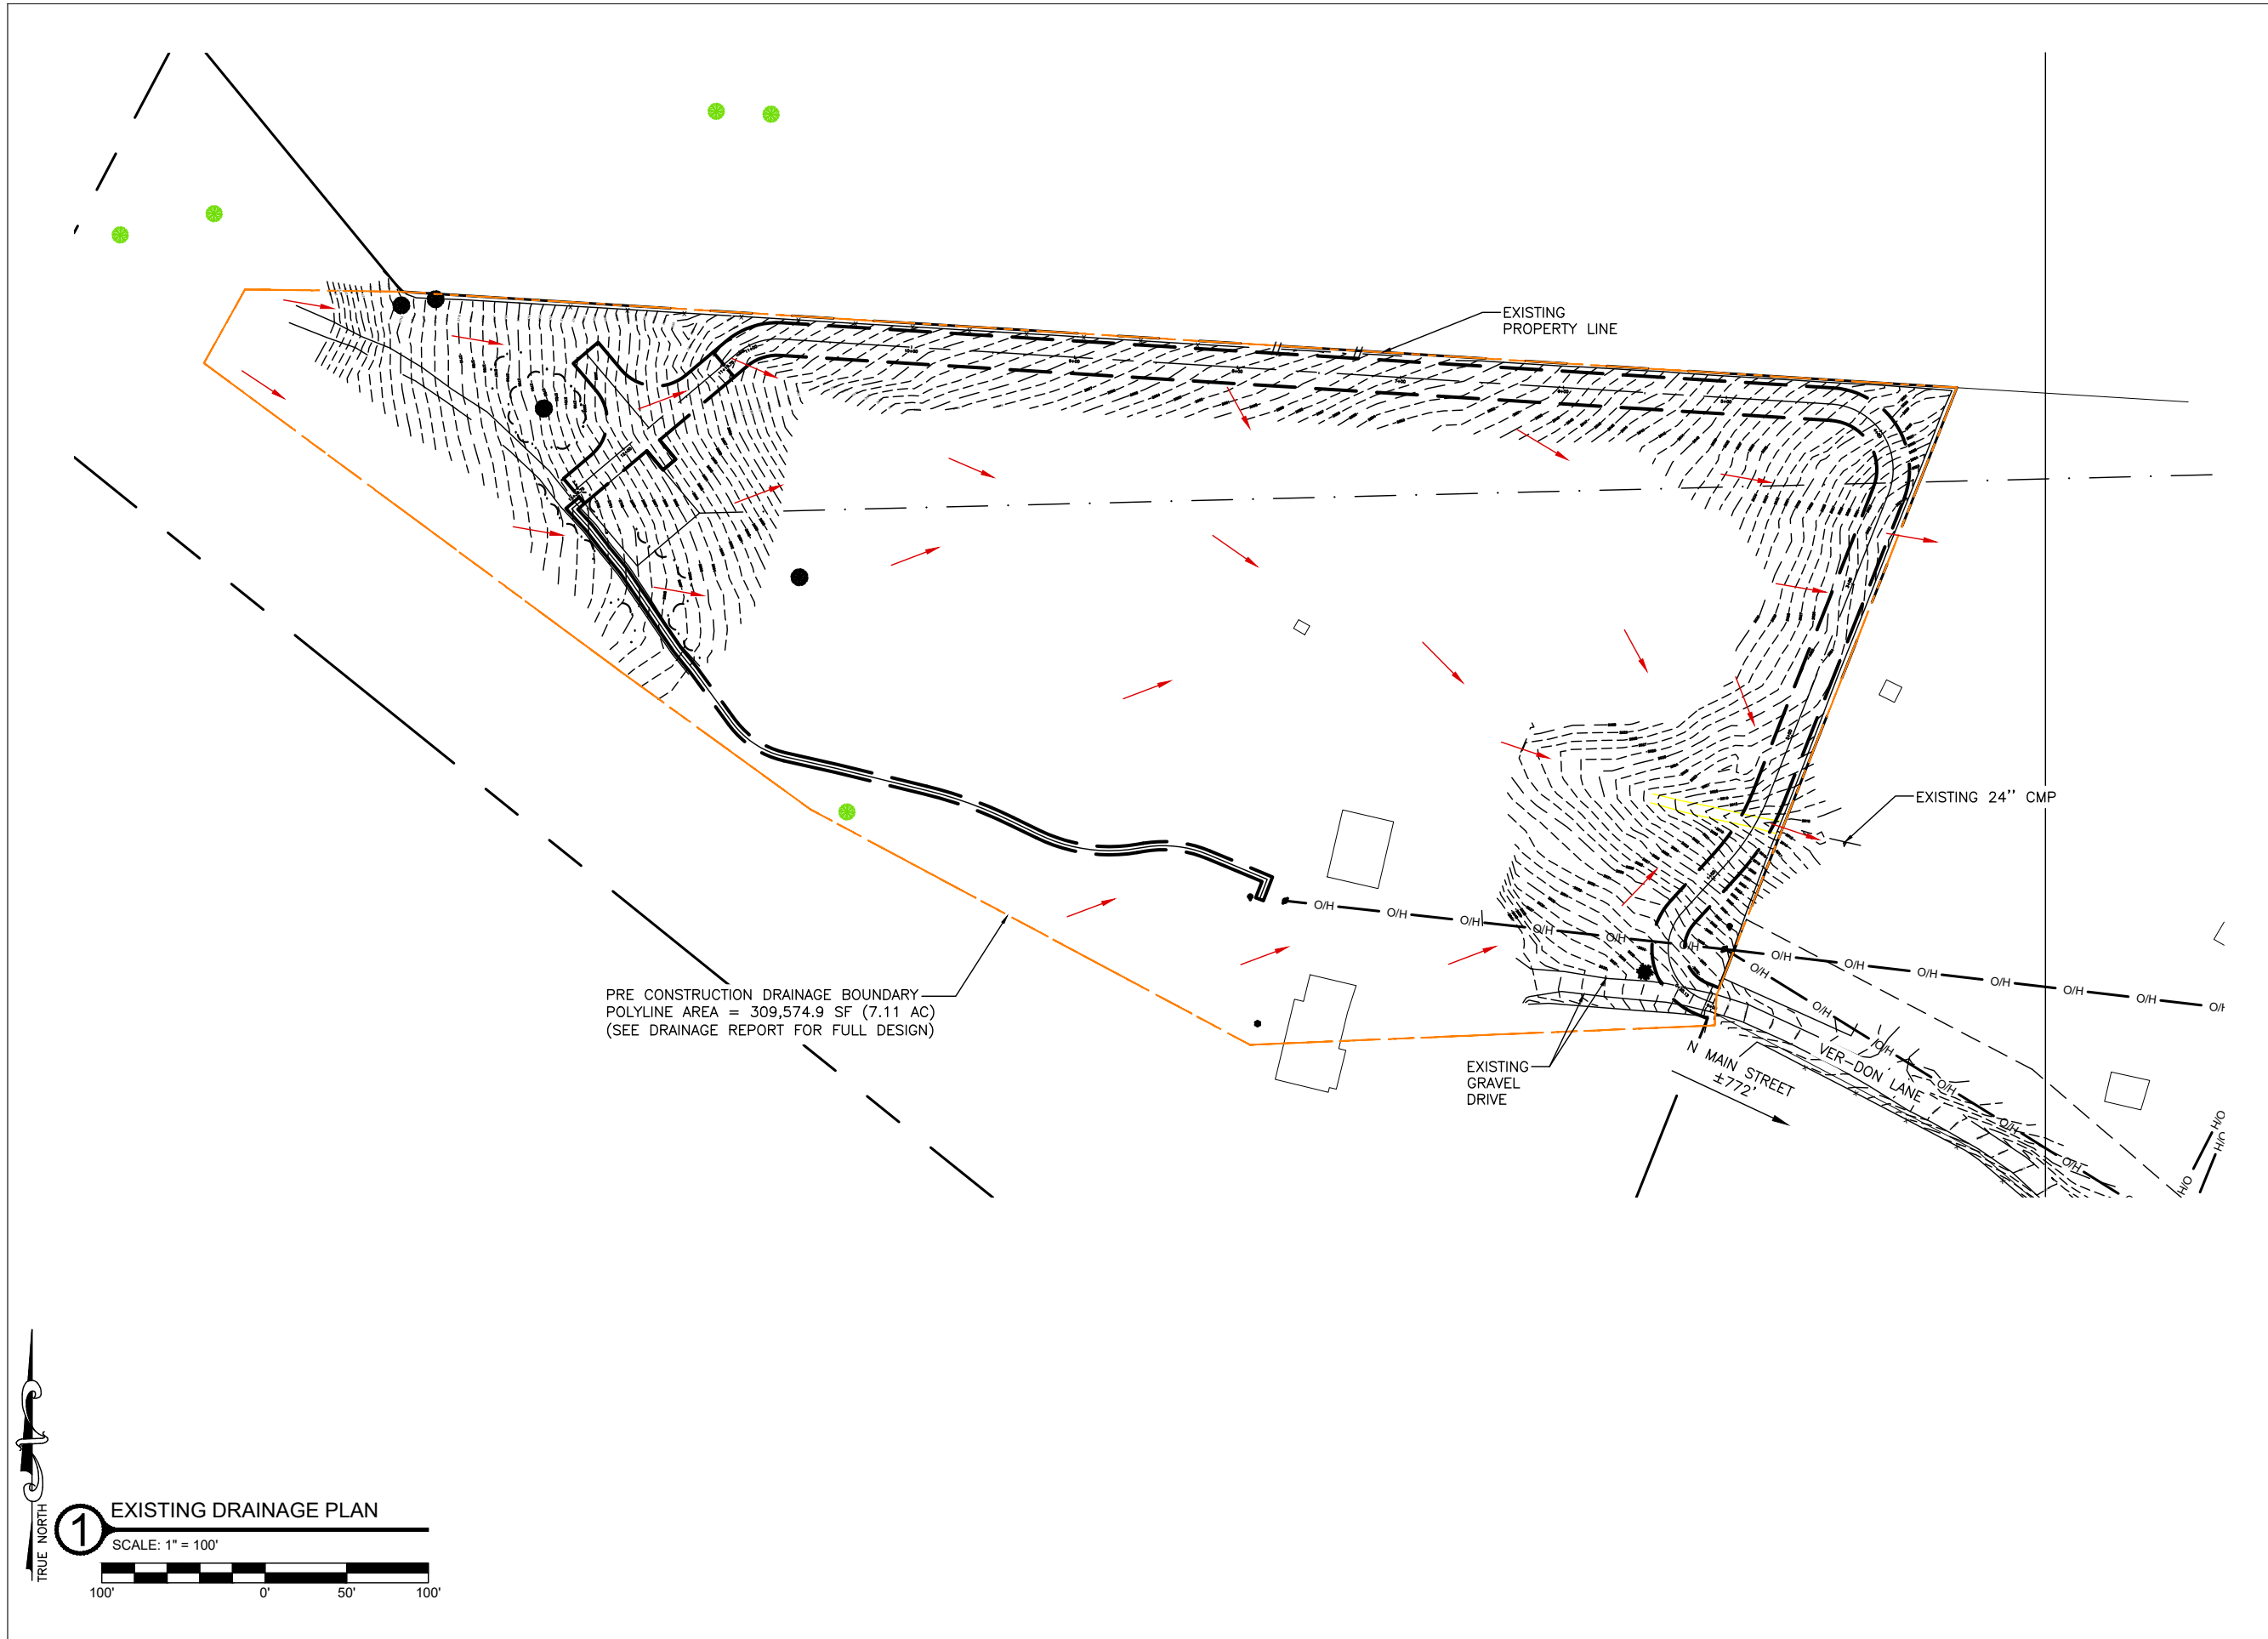 EXISTING
PROPERTY LINE
EXISTING 24'' CMP
O/H O/H O/H O/H O/H O/H O/H O/H O/H O/H O/H O/H O/H
PRE CONSTRUCTION DRAINAGE BOUNDARY
POLYLINE AREA = 309,574.9 SF (7.11 AC)
(SEE DRAINAGE REPORT FOR FULL DESIGN)
O/H O/H O/H O/H O/H O/H
EXISTING
GRAVEL
DRIVE
N MAIN STREET
±772'
VER-DON LANE
O/H
O/H
O/H
TRUE NORTH
1
EXISTING DRAINAGE PLAN
SCALE: 1" = 100'
100' 0' 50' 100'